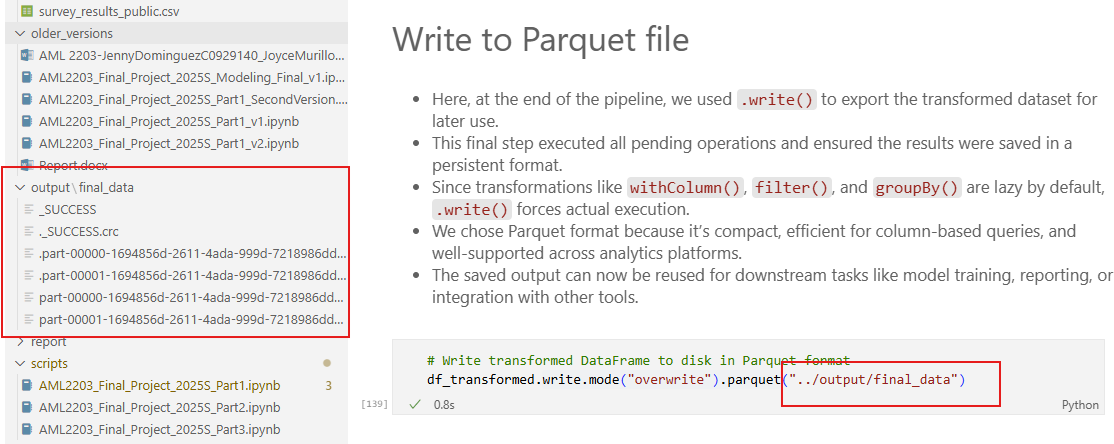 survey_results_public.csv
older_versions
AML 2203-JennyDominguezC0929140_JoyceMurillo...
AML2203_Final_Project_2025S_Modeling_Final_v1.ip...
AML2203_Final_Project_2025S_Part1_SecondVersion....
AML2203_Final_Project_2025S_Part1_v1.ipynb
AML2203_Final_Project_2025S_Part1_v2.ipynb
Report.docx
output\final_data
_SUCCESS
._SUCCESS.crc
.part-00000-1694856d-2611-4ada-999d-7218986dd...
.part-00001-1694856d-2611-4ada-999d-7218986dd...
part-00000-1694856d-2611-4ada-999d-7218986dd...
part-00001-1694856d-2611-4ada-999d-7218986dd...
report
scripts
AML2203_Final_Project_2025S_Part1.ipynb 3
AML2203_Final_Project_2025S_Part2.ipynb
AML2203_Final_Project_2025S_Part3.ipynb
Write to Parquet file
• Here, at the end of the pipeline, we used .write() to export the transformed dataset for
later use.
• This final step executed all pending operations and ensured the results were saved in a
persistent format.
• Since transformations like withColumn(), filter(), and groupBy() are lazy by default,
.write() forces actual execution.
• We chose Parquet format because it's compact, efficient for column-based queries, and
well-supported across analytics platforms.
• The saved output can now be reused for downstream tasks like model training, reporting, or
integration with other tools.
# Write transformed DataFrame to disk in Parquet format
df_transformed.write.mode("overwrite").parquet("../output/final_data")
[139] ✓ 0.8s Python